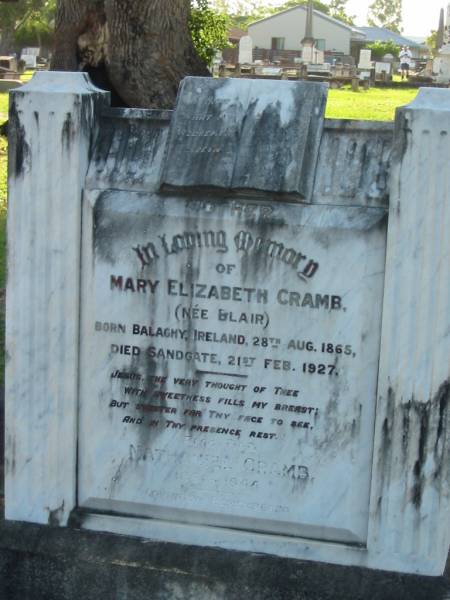 In Loving Memory
OF
MARY ELIZABETH CRAMB,
(NÉE BLAIR)
BORN BALAGHY, IRELAND, 28TH AUG. 1865,
DIED SANDGATE, 21ST FEB. 1927.
JESUS, THE VERY THOUGHT OF THEE
WITH SWEETNESS FILLS MY BREAST;
BUT SWEETER FAR THY FACE TO SEE,
AND IN THY PRESENCE REST.
CRAMB
1944